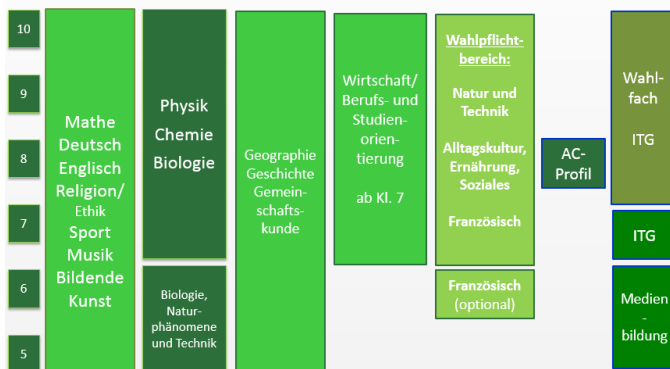 10
9
8
7
6
5
Mathe
Deutsch
Englisch
Religion/
Ethik
Sport
Musik
Bildende
Kunst
Physik
Chemie
Biologie
Biologie,
Natur-
phänomene
und Technik
Geographie
Geschichte
Gemein-
schafts-
kunde
Wirtschaft/
Berufs- und
Studien-
orien-
tierung
ab Kl. 7
Wahlpflicht-
bereich:
Natur und
Technik
Alltagskultur,
Ernährung,
Soziales
Französisch
Französisch
(optional)
AC-
Profil
Wahl-
fach
ITG
ITG
Medien
-
bildung